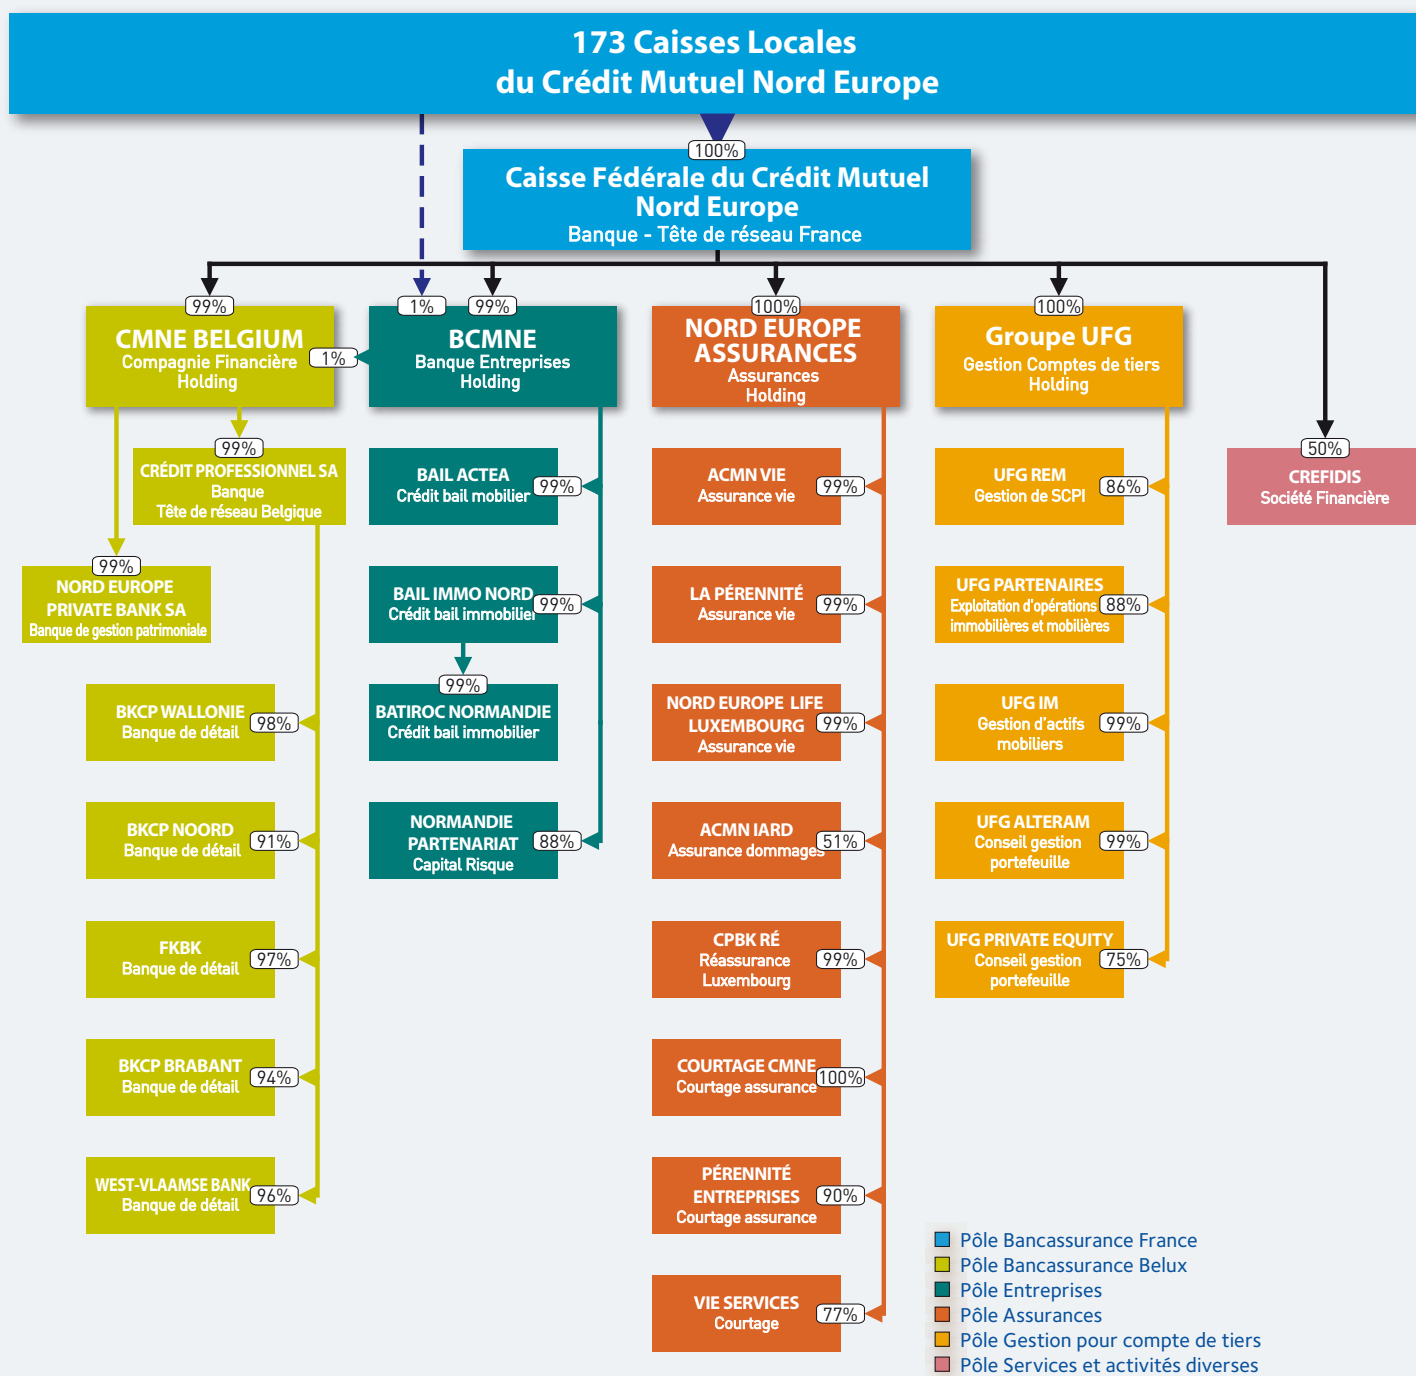 173 Caisses Locales
du Crédit Mutuel Nord Europe
100%
Caisse Fédérale du Crédit Mutuel
Nord Europe
Banque - Tête de réseau France
99%
CMNE BELGIUM
Compagnie Financière
Holding
1%
1%
99%
BCMNE
Banque Entreprises
Holding
100%
NORD EUROPE
ASSURANCES
Assurances
Holding
100%
Groupe UFG
Gestion Comptes de tiers
Holding
50%
CREFIDIS
Société Financière
99%
CRÉDIT PROFESSIONNEL SA
Banque
Tête de réseau Belgique
99%
NORD EUROPE
PRIVATE BANK SA
Banque de gestion patrimoniale
BKCP WALLONIE
Banque de détail
98%
BKCP NOORD
Banque de détail
91%
FKBK
Banque de détail
97%
BKCP BRABANT
Banque de détail
94%
WEST-VLAAMSE BANK
Banque de détail
96%
BAIL ACTEA
Crédit bail mobilier
99%
BAIL IMMO NORD
Crédit bail immobilier
99%
99%
BATIROC NORMANDIE
Crédit bail immobilier
NORMANDIE
PARTENARIAT
Capital Risque
88%
ACMN VIE
Assurance vie
99%
LA PÉRENNITÉ
Assurance vie
99%
NORD EUROPE LIFE
LUXEMBOURG
Assurance vie
99%
ACMN IARD
Assurance dommages
51%
CPBK RÉ
Réassurance
Luxembourg
99%
COURTAGE CMNE
Courtage assurance
100%
PÉRENNITÉ
ENTREPRISES
Courtage assurance
90%
VIE SERVICES
Courtage
77%
UFG REM
Gestion de SCPI
86%
UFG PARTENAIRES
Exploitation d'opérations
immobilières et mobilières
88%
UFG IM
Gestion d'actifs
mobiliers
99%
UFG ALTERAM
Conseil gestion
portefeuille
99%
UFG PRIVATE EQUITY
Conseil gestion
portefeuille
75%
Pôle Bancassurance France
Pôle Bancassurance Belux
Pôle Entreprises
Pôle Assurances
Pôle Gestion pour compte de tiers
Pôle Services et activités diverses